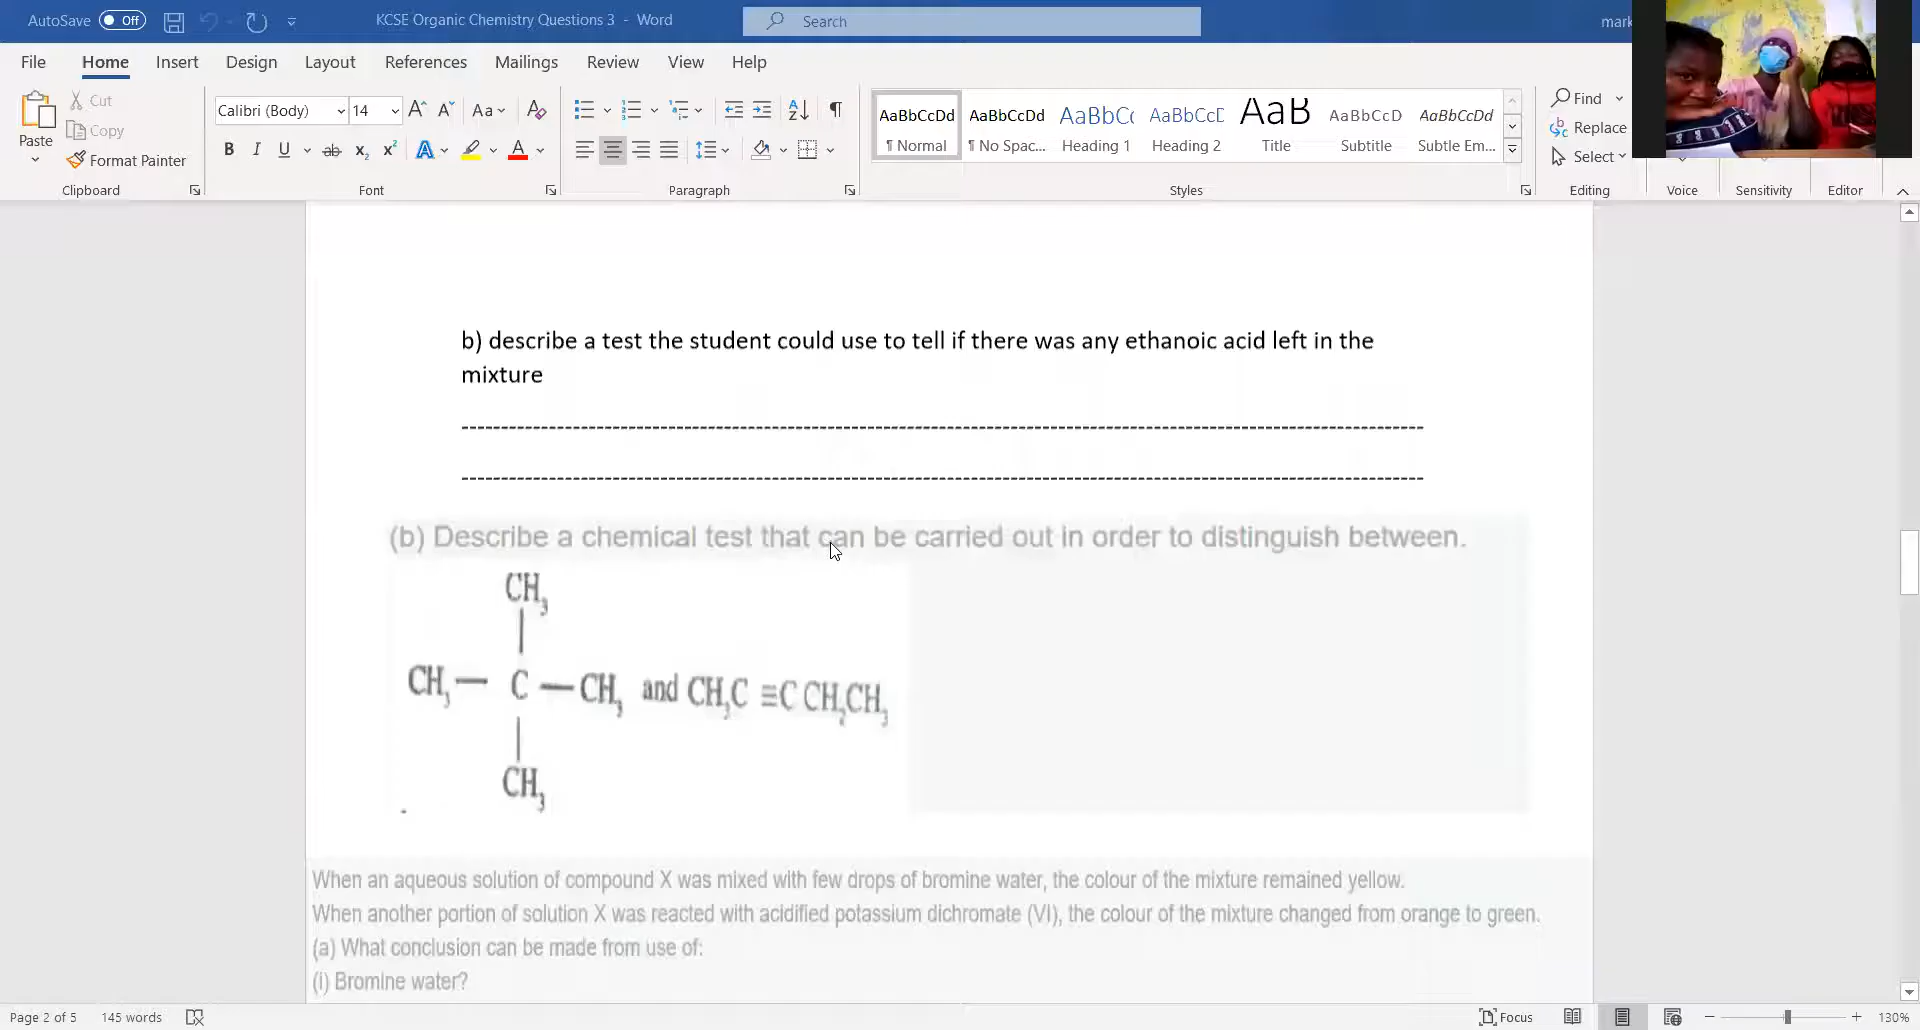 AutoSave Off KCSE Organic Chemistry Questions 3 - Word Search mark
File Home Insert Design Layout References Mailings Review View Help
Paste Cut Copy Format Painter Clipboard
Calibri (Body) 14 A A Aa A
B I U ab x₂ x² A A Font
Paragraph
AaBbCcDd AaBbCcDd AaBbCc AaBbCcD AaB AaBbCcD AaBbCcDd
¶ Normal ¶ No Spac... Heading 1 Heading 2 Title Subtitle Subtle Em...
Styles
Find Replace Select Editing Voice Sensitivity Editor
b) describe a test the student could use to tell if there was any ethanoic acid left in the
mixture
(b) Describe a chemical test that can be carried out in order to distinguish between.
CH₃
CH₃ — C — CH₃ and CH₃C ≡C CH₂CH₃
CH₃
When an aqueous solution of compound X was mixed with few drops of bromine water, the colour of the mixture remained yellow.
When another portion of solution X was reacted with acidified potassium dichromate (VI), the colour of the mixture changed from orange to green.
(a) What conclusion can be made from use of:
(i) Bromine water?
Page 2 of 5 145 words Focus 130%